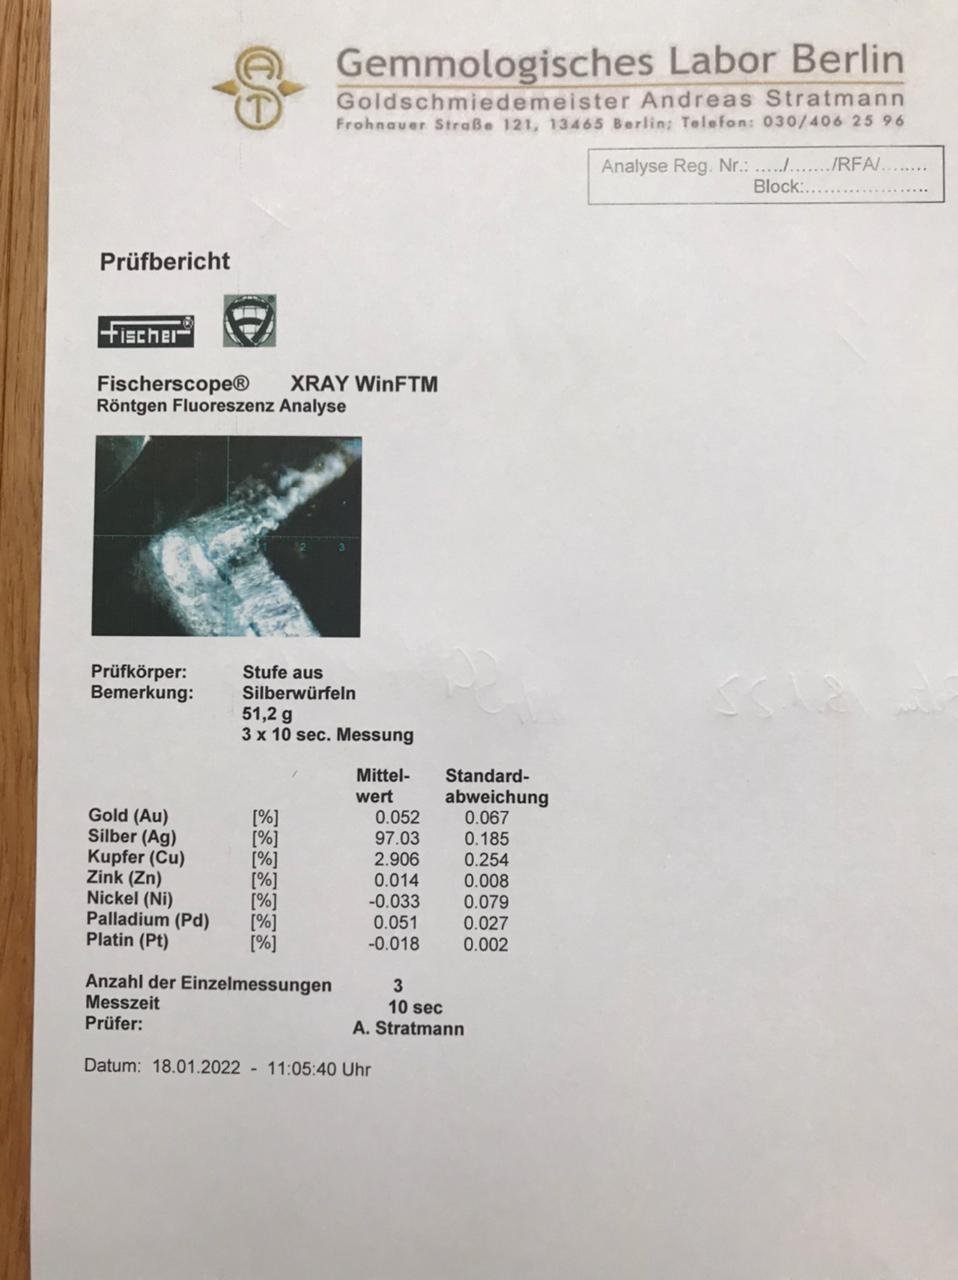 AST
Gemmologisches Labor Berlin
Goldschmiedemeister Andreas Stratmann
Frohnauer Straße 121, 13465 Berlin; Telefon: 030/406 25 96
Analyse Reg. Nr.: ...../......./RFA/........
Block:....................
Prüfbericht
fischer®
Fischerscope® XRAY WinFTM
Röntgen Fluoreszenz Analyse
1 2 3
Prüfkörper: Stufe aus
Bemerkung: Silberwürfeln
51,2 g
3 x 10 sec. Messung
Mittel- Standard-
wert abweichung
Gold (Au) [%] 0.052 0.067
Silber (Ag) [%] 97.03 0.185
Kupfer (Cu) [%] 2.906 0.254
Zink (Zn) [%] 0.014 0.008
Nickel (Ni) [%] -0.033 0.079
Palladium (Pd) [%] 0.051 0.027
Platin (Pt) [%] -0.018 0.002
Anzahl der Einzelmessungen 3
Messzeit 10 sec
Prüfer: A. Stratmann
Datum: 18.01.2022 - 11:05:40 Uhr